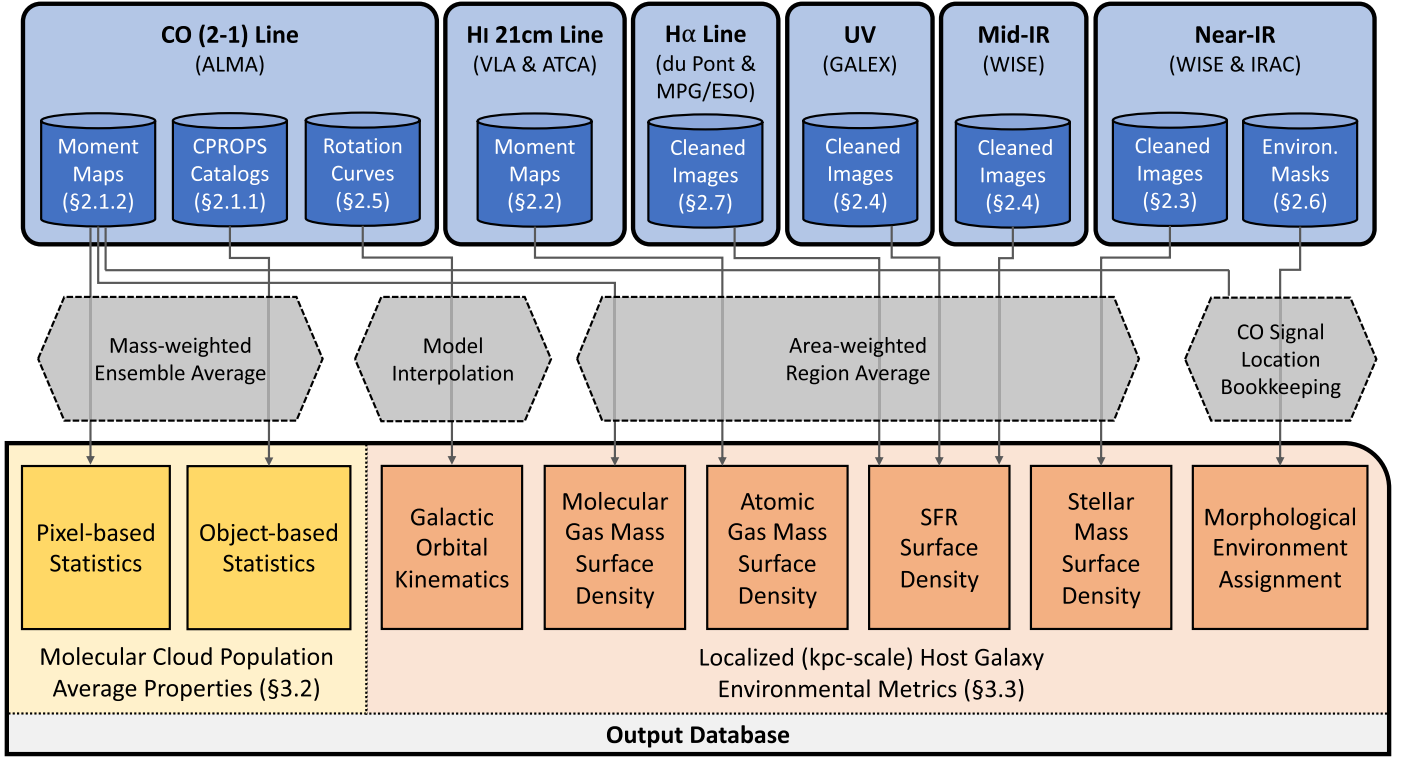 CO (2-1) Line
(ALMA)
Moment
Maps
(§2.1.2)
CPROPS
Catalogs
(§2.1.1)
Rotation
Curves
(§2.5)
HI 21cm Line
(VLA & ATCA)
Moment
Maps
(§2.2)
Hα Line
(du Pont &
MPG/ESO)
Cleaned
Images
(§2.7)
UV
(GALEX)
Cleaned
Images
(§2.4)
Mid-IR
(WISE)
Cleaned
Images
(§2.4)
Near-IR
(WISE & IRAC)
Cleaned
Images
(§2.3)
Environ.
Masks
(§2.6)
Mass-weighted
Ensemble Average
Model
Interpolation
Area-weighted
Region Average
CO Signal
Location
Bookkeeping
Pixel-based
Statistics
Object-based
Statistics
Molecular Cloud Population
Average Properties (§3.2)
Galactic
Orbital
Kinematics
Molecular
Gas Mass
Surface
Density
Atomic
Gas Mass
Surface
Density
SFR
Surface
Density
Stellar
Mass
Surface
Density
Morphological
Environment
Assignment
Localized (kpc-scale) Host Galaxy
Environmental Metrics (§3.3)
Output Database